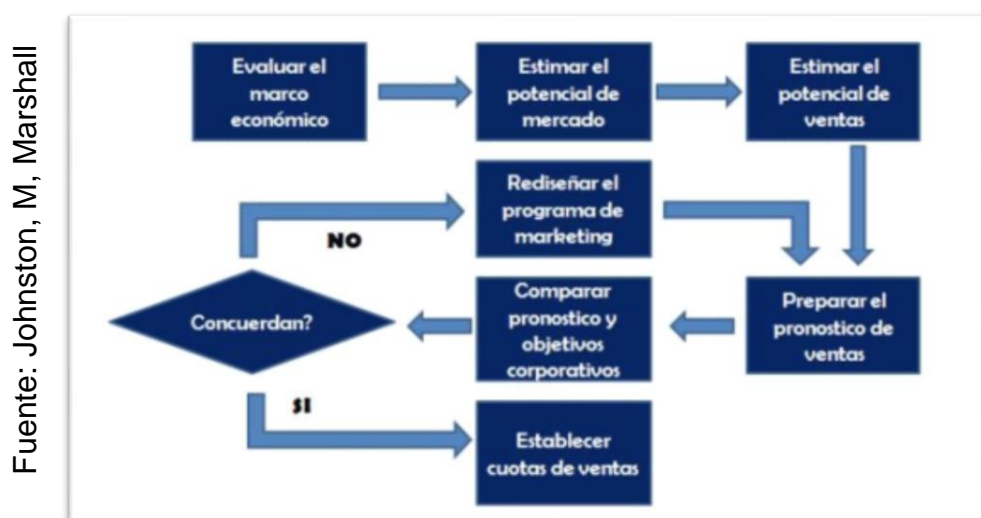 Fuente: Johnston, M, Marshall
Evaluar el
marco
económico
Estimar el
potencial de
mercado
Estimar el
potencial de
ventas
Rediseñar el
programa de
marketing
NO
Concuerdan?
Comparar
pronostico y
objetivos
corporativos
Preparar el
pronostico de
ventas
SI
Establecer
cuotas de ventas